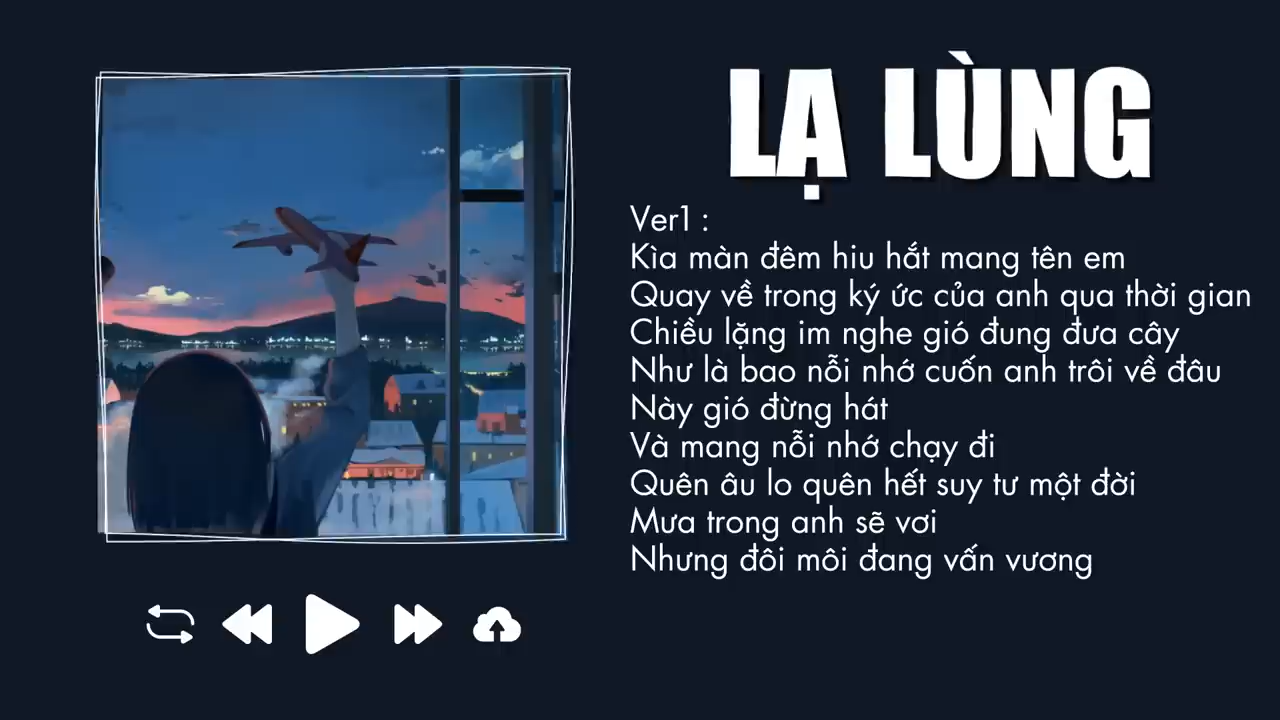 LẠ LÙNG
Ver1 :
Kìa màn đêm hiu hắt mang tên em
Quay về trong ký ức của anh qua thời gian
Chiều lặng im nghe gió đung đưa cây
Như là bao nỗi nhớ cuốn anh trôi về đâu
Này gió đừng hát
Và mang nỗi nhớ chạy đi
Quên âu lo quên hết suy tư một đời
Mưa trong anh sẽ vơi
Nhưng đôi môi đang vấn vương